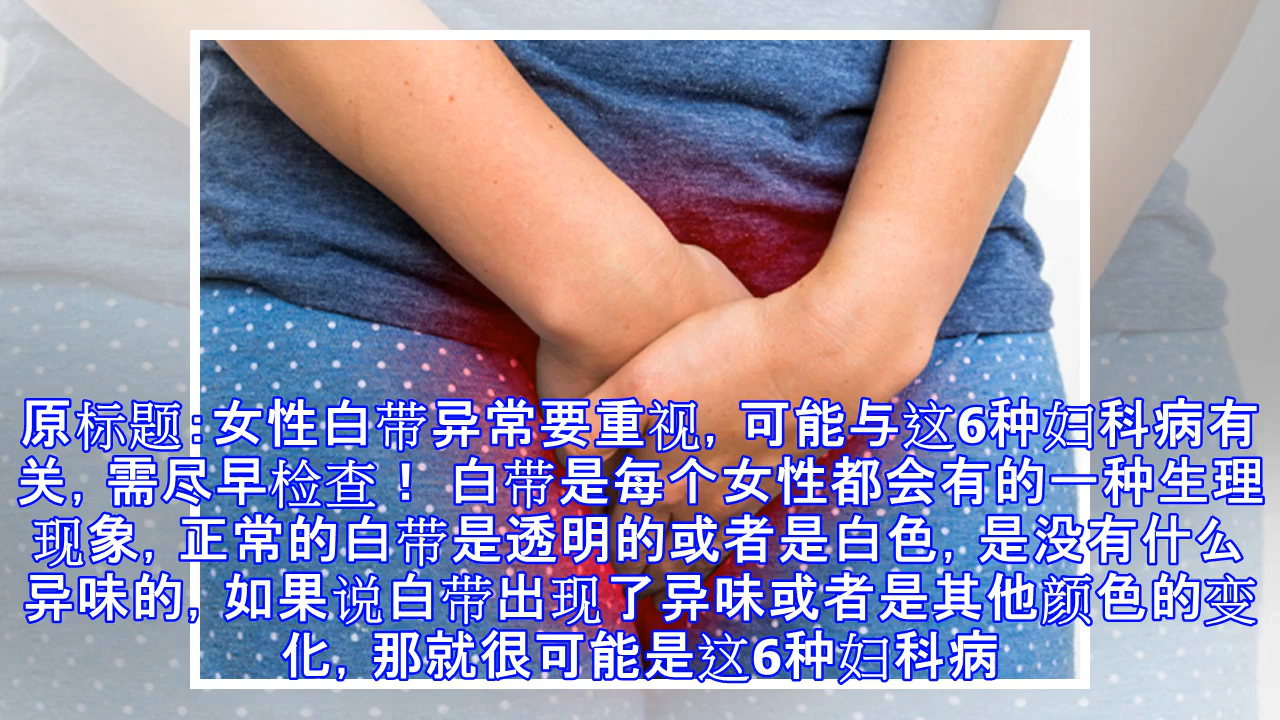 原标题:女性白带异常要重视, 可能与这6种妇科病有
关, 需尽早检查！ 白带是每个女性都会有的一种生理
现象, 正常的白带是透明的或者是白色, 是没有什么
异味的, 如果说白带出现了异味或者是其他颜色的变
化, 那就很可能是这6种妇科病